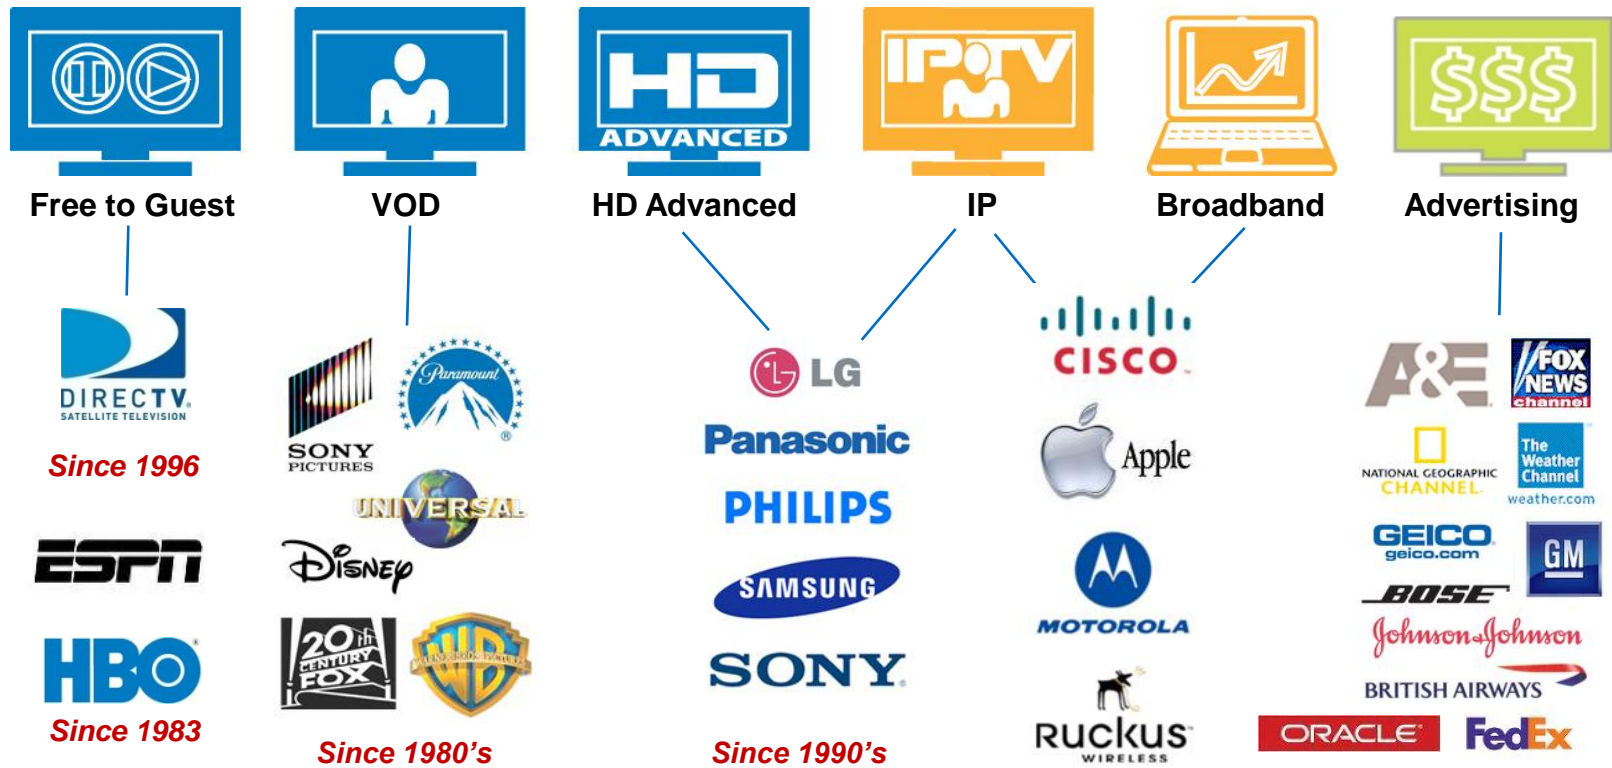 HD
ADVANCED
IPTV
$$$
Free to Guest
VOD
HD Advanced
IP
Broadband
Advertising
DIRECTV.
SATELLITE TELEVISION
Since 1996
ESPN
HBO®
Since 1983
SONY
PICTURES
Paramount
®
UNIVERSAL
Disney
20th
CENTURY
FOX
WB
Since 1980’s
LG
Panasonic
PHILIPS
SAMSUNG
SONY
Since 1990’s
CISCO
Apple
MOTOROLA
RUCKUS
WIRELESS
A&E
FOX
NEWS
channel
NATIONAL GEOGRAPHIC
CHANNEL
The
Weather
Channel
weather.com
GEICO
geico.com
GM
BOSE
Johnson & Johnson
BRITISH AIRWAYS
ORACLE
FedEx